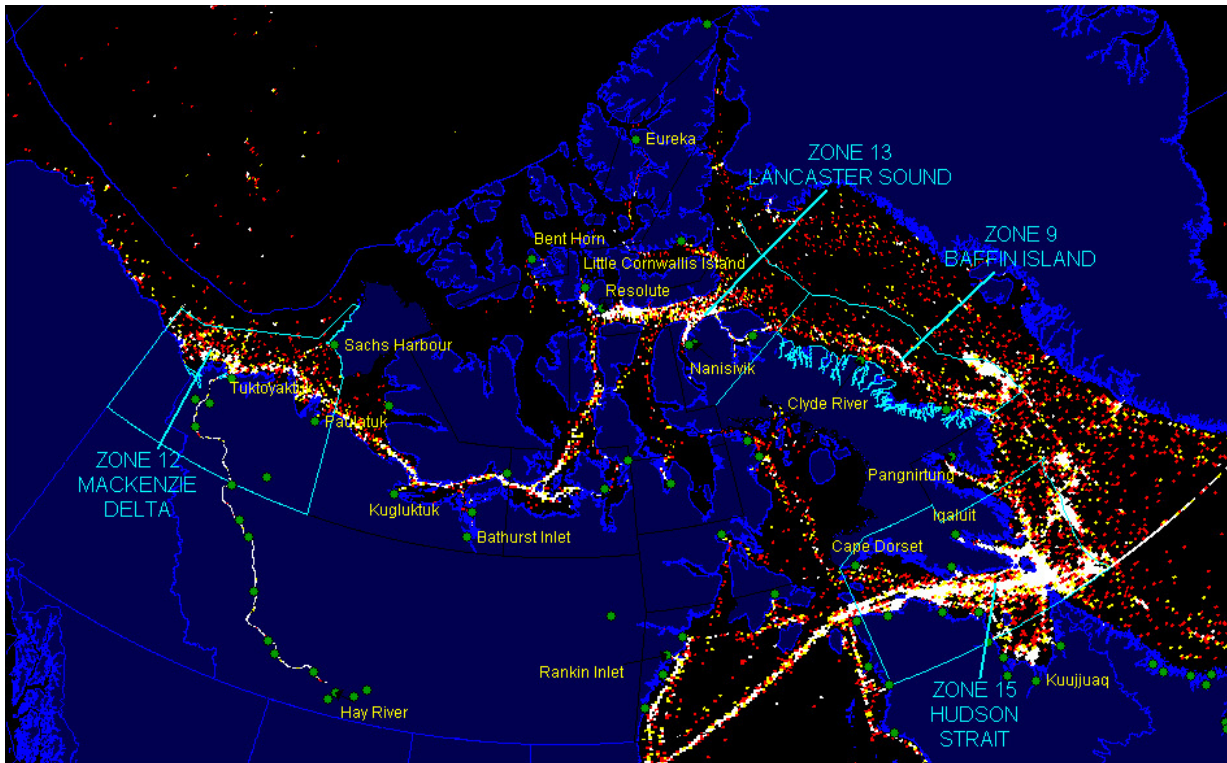 Eureka
ZONE 13
LANCASTER SOUND
Bent Horn
Little Cornwallis Island
Resolute
ZONE 9
BAFFIN ISLAND
Sachs Harbour
Nanisivik
Tuktoyaktuk
Clyde River
Paulatuk
ZONE 12
MACKENZIE
DELTA
Pangnirtung
Kugluktuk
Iqaluit
Bathurst Inlet
Cape Dorset
Rankin Inlet
Kuujjuaq
ZONE 15
HUDSON
STRAIT
Hay River